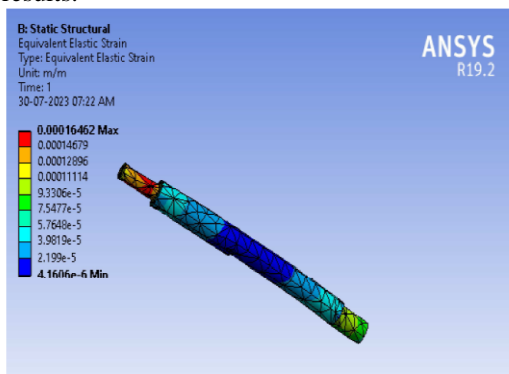 results.
B: Static Structural
Equivalent Elastic Strain
Type: Equivalent Elastic Strain
Unit: m/m
Time: 1
30-07-2023 07:22 AM
ANSYS
R19.2
0.00016462 Max
0.00014679
0.00012896
0.00011114
9.3306e-5
7.5477e-5
5.7648e-5
3.9819e-5
2.199e-5
4.1606e-6 Min